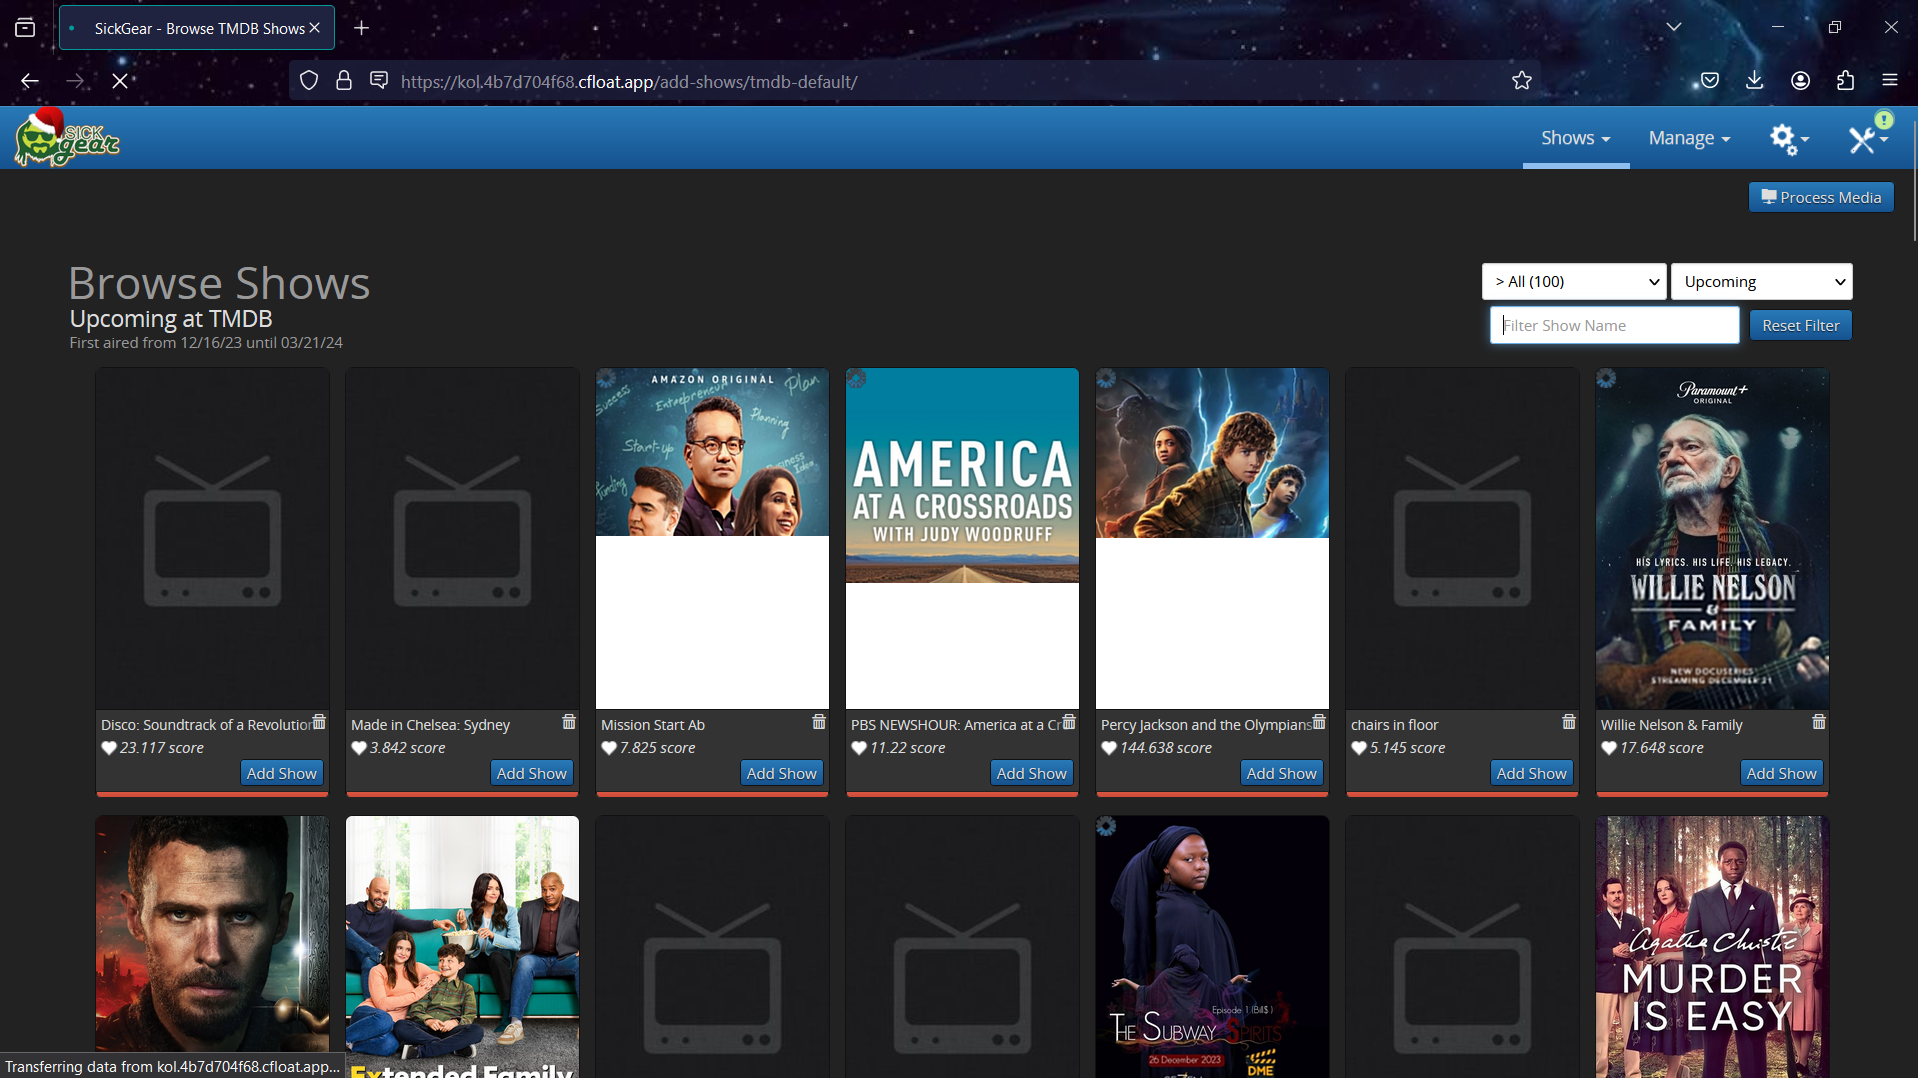 SickGear - Browse TMDB Shows
https://kol.4b7d704f68.cfloat.app/add-shows/tmdb-default/
SICK
gear
Shows
Manage
!
Process Media
Browse Shows
Upcoming at TMDB
First aired from 12/16/23 until 03/21/24
> All (100)
Upcoming
Filter Show Name
Reset Filter
AMAZON ORIGINAL
Success
Entrepreneur
Plan
Planning
Start-up
Business
Idea
Funding
AMERICA
AT A CROSSROADS
WITH JUDY WOODRUFF
Paramount+
ORIGINAL
HIS LYRICS. HIS LIFE. HIS LEGACY.
WILLIE NELSON
&
FAMILY
NEW DOCUSERIES
STREAMING DECEMBER 21
Disco: Soundtrack of a Revolution
23.117 score
Add Show
Made in Chelsea: Sydney
3.842 score
Add Show
Mission Start Ab
7.825 score
Add Show
PBS NEWSHOUR: America at a Cr
11.22 score
Add Show
Percy Jackson and the Olympians
144.638 score
Add Show
chairs in floor
5.145 score
Add Show
Willie Nelson & Family
17.648 score
Add Show
Extended Family
Episode 1 (Bill$)
THE SUBWAY SPIRITS
26 December 2023
DME
Agatha Christie
MURDER
IS EASY
Transferring data from kol.4b7d704f68.cfloat.app...